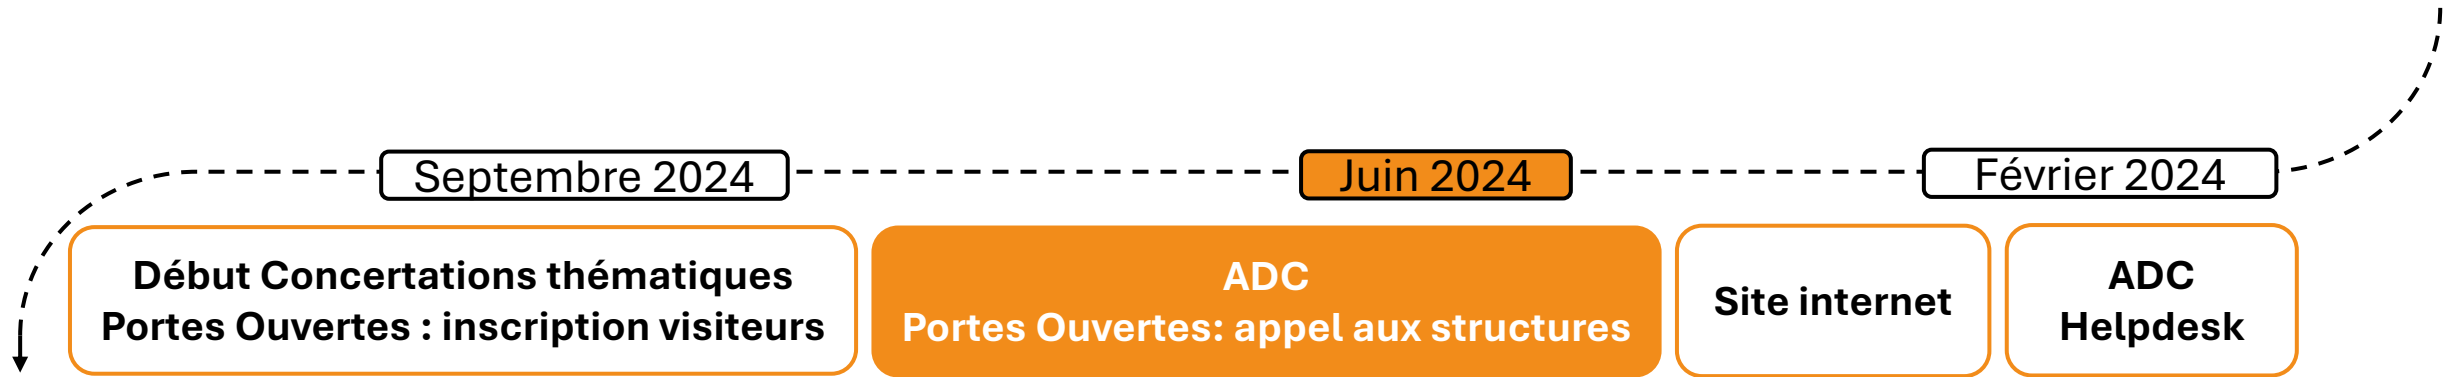 Septembre 2024
Juin 2024
Février 2024
Début Concertations thématiques
Portes Ouvertes : inscription visiteurs
ADC
Portes Ouvertes: appel aux structures
Site internet
ADC
Helpdesk